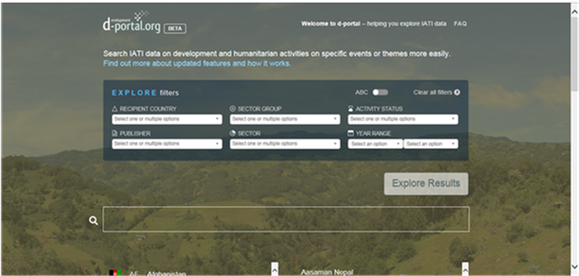 development
d-portal.org BETA
Welcome to d-portal – helping you explore IATI data FAQ
Search IATI data on development and humanitarian activities on specific events or themes more easily.
Find out more about updated features and how it works.
EXPLORE filters ABC Clear all filters
RECIPIENT COUNTRY SECTOR GROUP ACTIVITY STATUS
Select one or multiple options Select one or multiple options Select one or multiple options
PUBLISHER SECTOR YEAR RANGE
Select one or multiple options Select one or multiple options Select an option Select an option
Explore Results
AF Afghanistan Aasaman Nepal